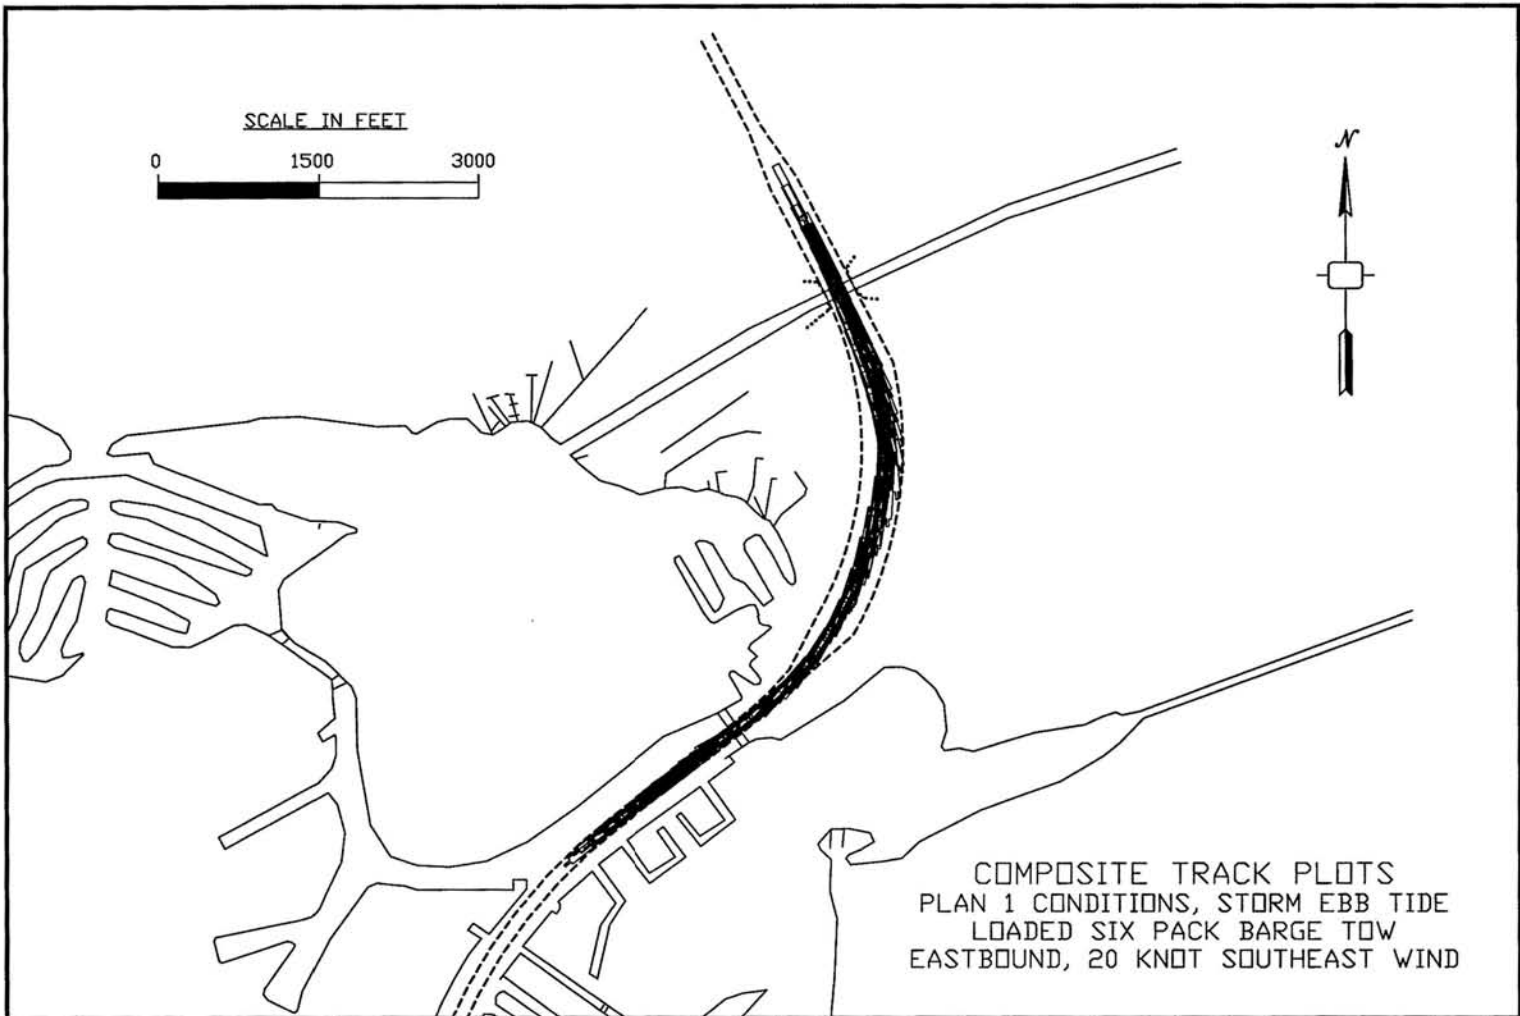 SCALE IN FEET
0 1500 3000
N
COMPOSITE TRACK PLOTS
PLAN 1 CONDITIONS, STORM EBB TIDE
LOADED SIX PACK BARGE TOW
EASTBOUND, 20 KNOT SOUTHEAST WIND